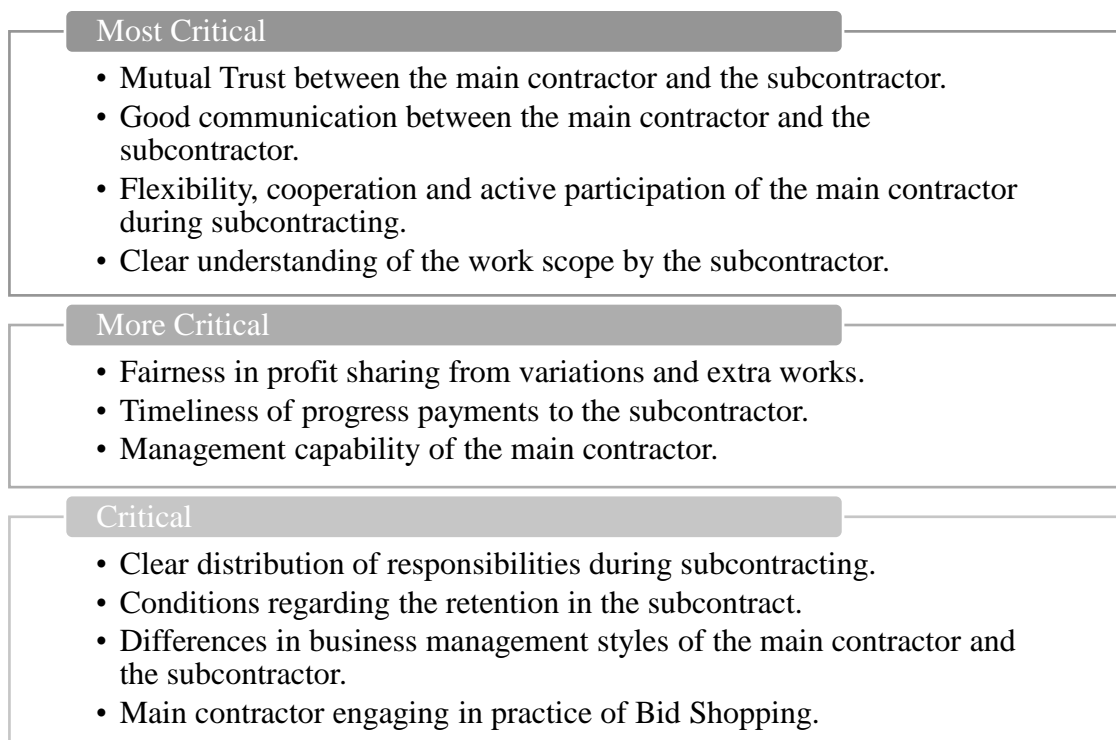 Most Critical
• Mutual Trust between the main contractor and the subcontractor.
• Good communication between the main contractor and the
subcontractor.
• Flexibility, cooperation and active participation of the main contractor
during subcontracting.
• Clear understanding of the work scope by the subcontractor.
More Critical
• Fairness in profit sharing from variations and extra works.
• Timeliness of progress payments to the subcontractor.
• Management capability of the main contractor.
Critical
• Clear distribution of responsibilities during subcontracting.
• Conditions regarding the retention in the subcontract.
• Differences in business management styles of the main contractor and
the subcontractor.
• Main contractor engaging in practice of Bid Shopping.